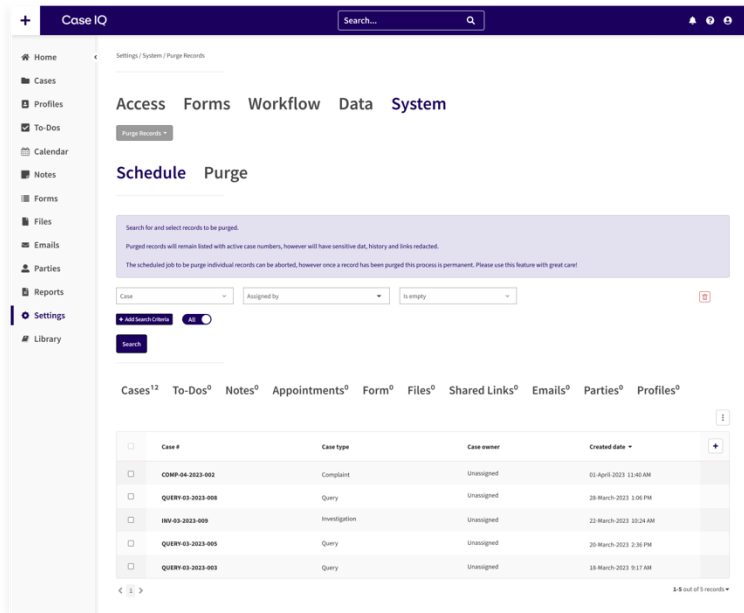 + Case IQ Search...
Home
Cases
Profiles
To-Dos
Calendar
Notes
Forms
Files
Emails
Parties
Reports
Settings
Library
Settings / System / Purge Records
Access Forms Workflow Data System
Purge Records
Schedule Purge
Search for and select records to be purged.
Purged records will remain listed with active case numbers, however will have sensitive dat, history and links redacted.
The scheduled job to be purge individual records can be aborted, however once a record has been purged this process is permanent. Please use this feature with great care!
Case Assigned by Is empty
+ Add Search Criteria All
Search
Cases12 To-Dos0 Notes0 Appointments0 Form0 Files0 Shared Links0 Emails0 Parties0 Profiles0
Case # Case type Case owner Created date +
COMP-04-2023-002 Complaint Unassigned 01-April-2023 11:40 AM
QUERY-03-2023-008 Query Unassigned 28-March-2023 1:06 PM
INV-03-2023-009 Investigation Unassigned 22-March-2023 10:24 AM
QUERY-03-2023-005 Query Unassigned 20-March-2023 2:36 PM
QUERY-03-2023-003 Query Unassigned 18-March-2023 9:17 AM
< 1 > 1-5 out of 5 records